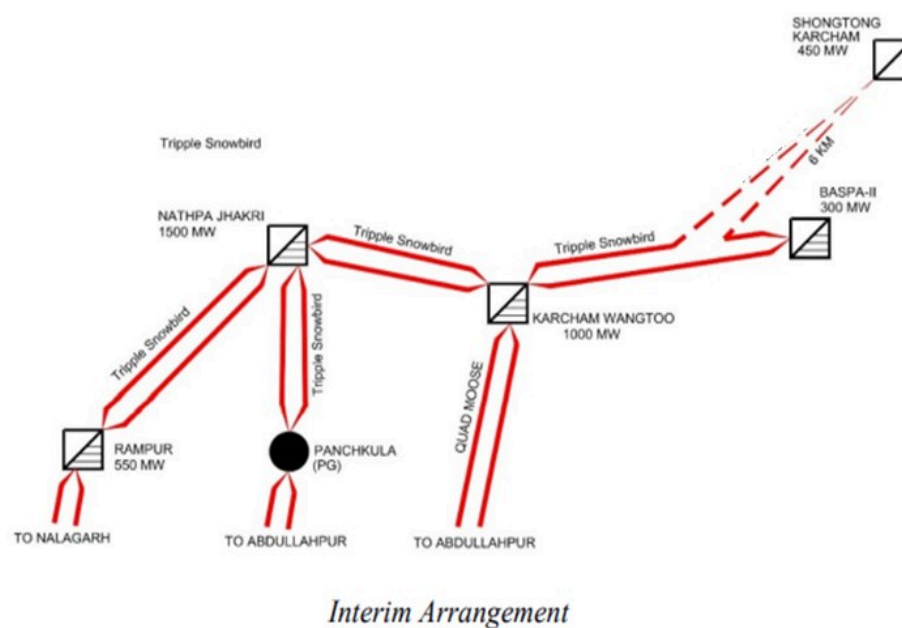 SHONGTONG
KARCHAM
450 MW
Tripple Snowbird
6 KM
BASPA-II
300 MW
NATHPA JHAKRI
1500 MW
Tripple Snowbird
Tripple Snowbird
KARCHAM WANGTOO
1000 MW
Tripple Snowbird
Tripple Snowbird
QUAD MOOSE
RAMPUR
550 MW
PANCHKULA
(PG)
TO NALAGARH
TO ABDULLAHPUR
TO ABDULLAHPUR
Interim Arrangement